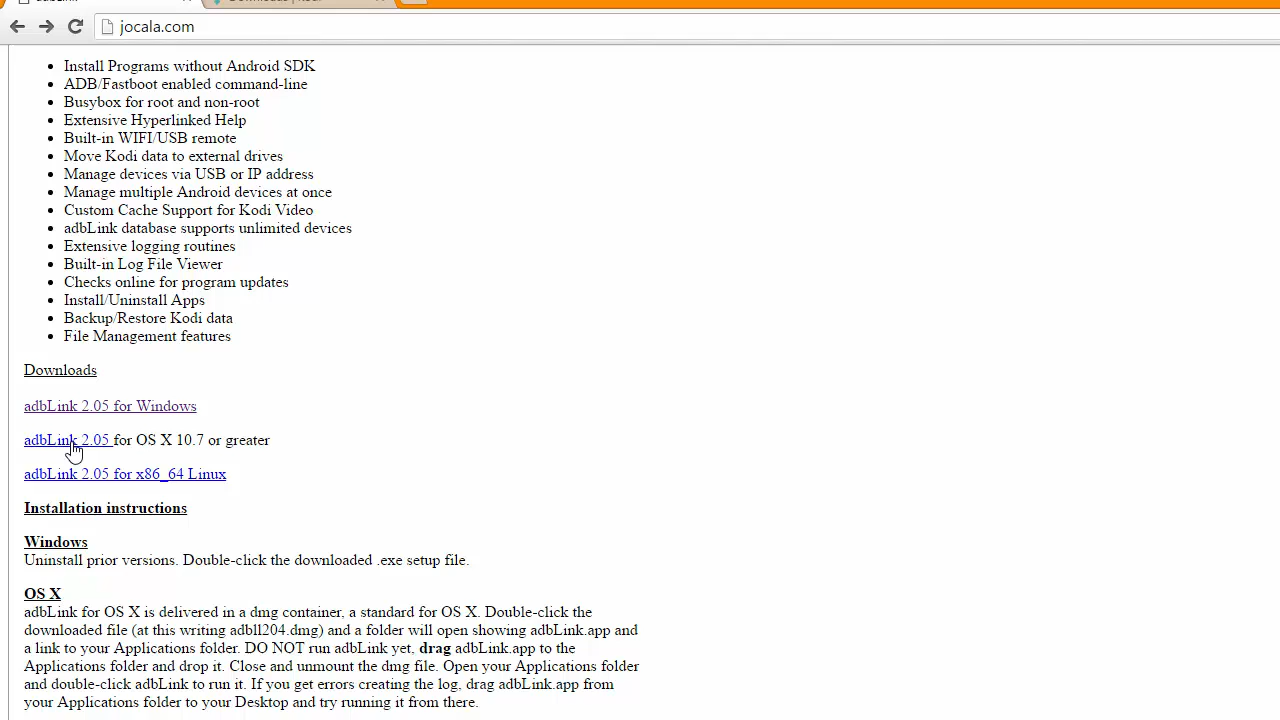 jocala.com
Install Programs without Android SDK
ADB/Fastboot enabled command-line
Busybox for root and non-root
Extensive Hyperlinked Help
Built-in WIFI/USB remote
Move Kodi data to external drives
Manage devices via USB or IP address
Manage multiple Android devices at once
Custom Cache Support for Kodi Video
adbLink database supports unlimited devices
Extensive logging routines
Built-in Log File Viewer
Checks online for program updates
Install/Uninstall Apps
Backup/Restore Kodi data
File Management features
Downloads
adbLink 2.05 for Windows
adbLink 2.05 for OS X 10.7 or greater
adbLink 2.05 for x86_64 Linux
Installation instructions
Windows
Uninstall prior versions. Double-click the downloaded .exe setup file.
OS X
adbLink for OS X is delivered in a dmg container, a standard for OS X. Double-click the
downloaded file (at this writing adbll204.dmg) and a folder will open showing adbLink.app and
a link to your Applications folder. DO NOT run adbLink yet, drag adbLink.app to the
Applications folder and drop it. Close and unmount the dmg file. Open your Applications folder
and double-click adbLink to run it. If you get errors creating the log, drag adbLink.app from
your Applications folder to your Desktop and try running it from there.